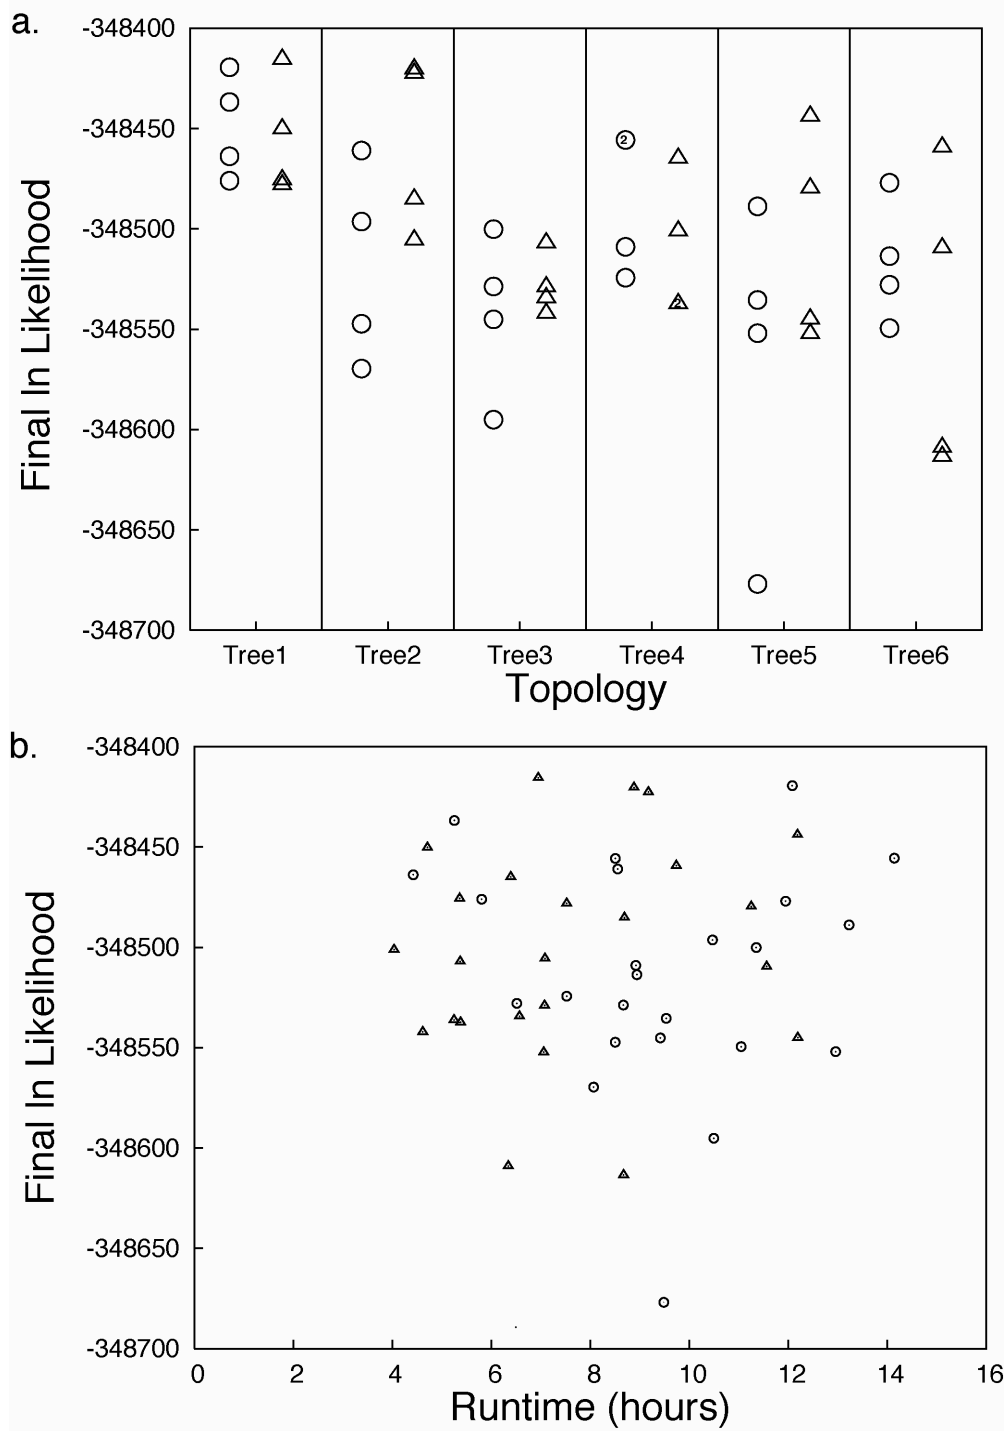 a.
-348400
-348450
-348500
-348550
-348600
-348650
-348700
Final ln Likelihood
2
2
Tree1 Tree2 Tree3 Tree4 Tree5 Tree6
Topology
b.
-348400
-348450
-348500
-348550
-348600
-348650
-348700
Final ln Likelihood
0 2 4 6 8 10 12 14 16
Runtime (hours)